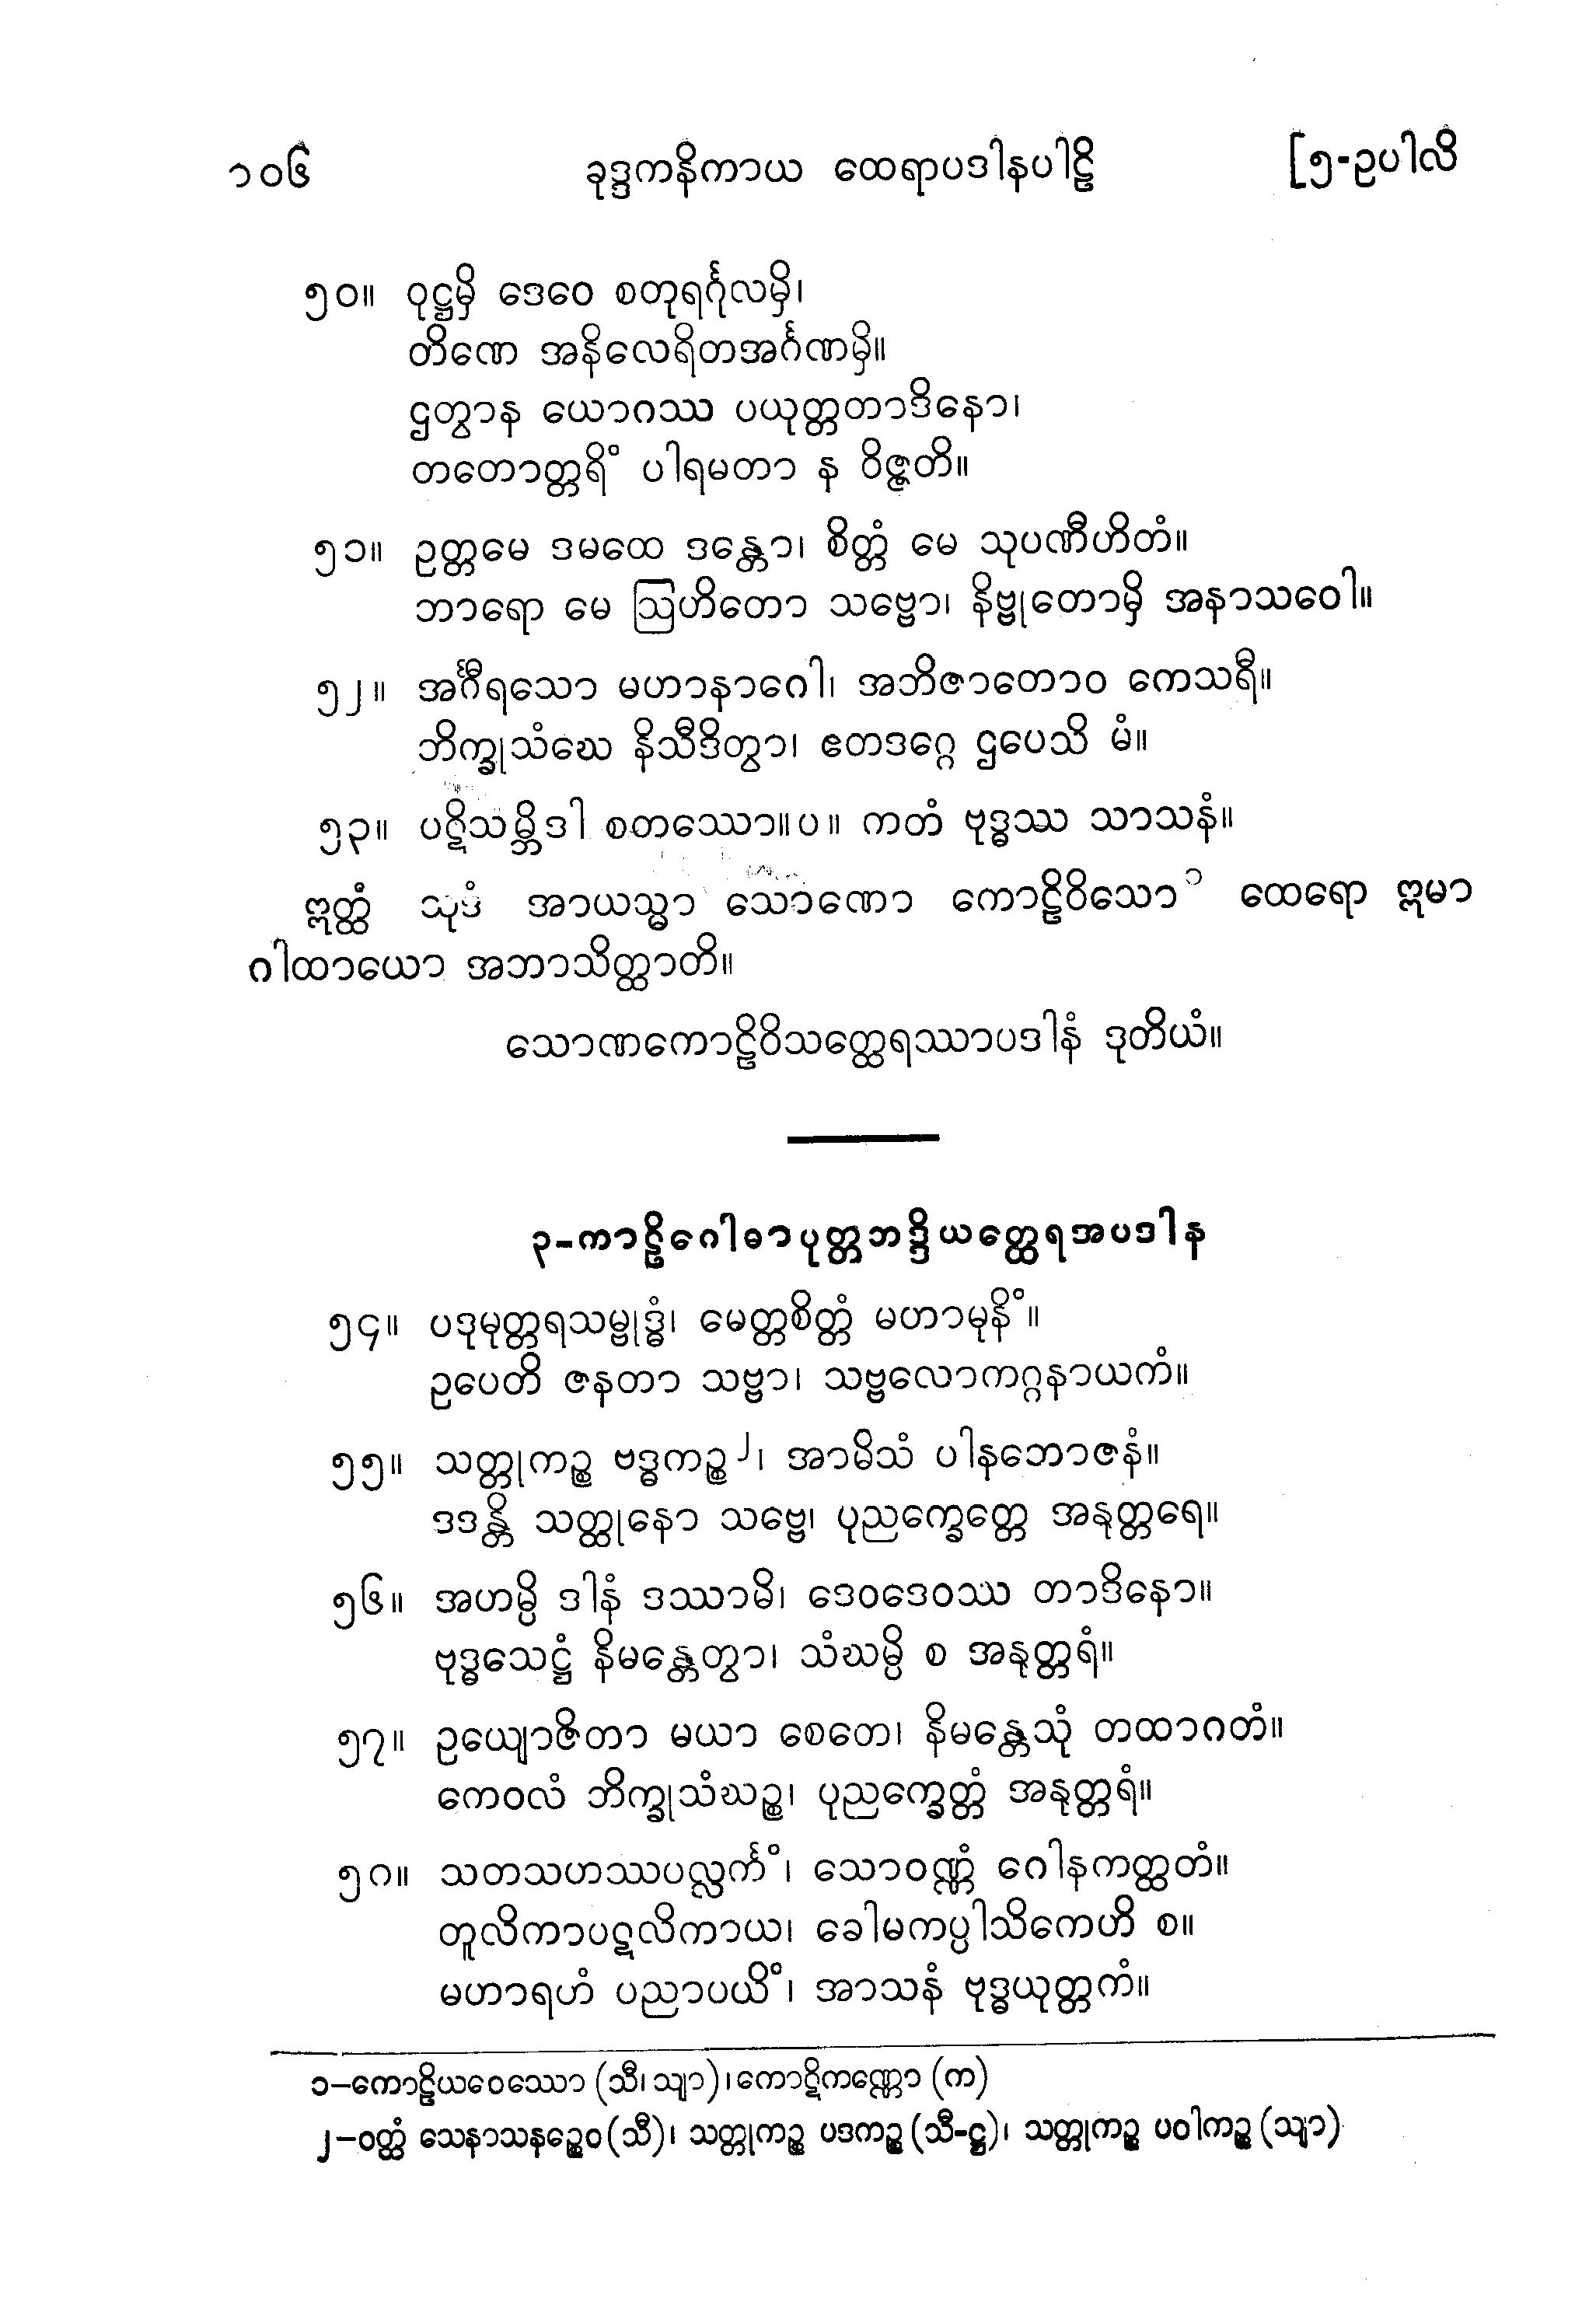 ၁၀၆ ခုဒ္ဒကနိကာယ ထေရာပဒါနပါဠိ [၅-ဥပါလိ
၅၀။ ဝုဋ္ဌမှိ ဒေဝေ စတုရင်္ဂုလမှိ၊
တိဏေ အနိလေရိတအင်္ဂဏမှိ။
ဌတွာန ယောဂဿ ပယုတ္တတာဒိနော၊
တတောတ္တရိံ ပါရမတာ န ဝိဇ္ဇတိ။
၅၁။ ဥတ္တမေ ဒမထေ ဒန္တော၊ စိတ္တံ မေ သုပဏီဟိတံ။
ဘာရော မေ ဩဟိတော သဗ္ဗော၊ နိဗ္ဗုတောမှိ အနာသဝေါ။
၅၂။ အင်္ဂီရသော မဟာနာဂေါ၊ အဘိဇာတောဝ ကေသရီ။
ဘိက္ခုသံဃေ နိသီဒိတွာ၊ ဧတဒဂ္ဂေ ဌပေသိ မံ။
၅၃။ ပဋိသမ္ဘိဒါ စတဿော။ပ။ ကတံ ဗုဒ္ဓဿ သာသနံ။
ဣတ္ထံ သုဒံ အာယသ္မာ သောဏော ကောဠိဝိသော ၁ ထေရော ဣမာ
ဂါထာယော အဘာသိတ္ထာတိ။
သောဏကောဠိဝိသတ္ထေရဿာပဒါနံ ဒုတိယံ။
၃-ကာဠိဂေါဓာပုတ္တဘဒ္ဒိယတ္ထေရအပဒါန
၅၄။ ပဒုမုတ္တရသမ္ဗုဒ္ဓံ၊ မေတ္တစိတ္တံ မဟာမုနိံ။
ဥပေတိ ဇနတာ သဗ္ဗာ၊ သဗ္ဗလောကဂ္ဂနာယကံ။
၅၅။ သတ္တုကဉ္စ ဗဒ္ဓကဉ္စ ၂၊ အာမိသံ ပါနဘောဇနံ။
ဒဒန္တိ သတ္ထုနော သဗ္ဗေ၊ ပုညက္ခေတ္တေ အနုတ္တရေ။
၅၆။ အဟမ္ပိ ဒါနံ ဒဿာမိ၊ ဒေဝဒေဝဿ တာဒိနော။
ဗုဒ္ဓသေဋ္ဌံ နိမန္တေတွာ၊ သံဃမ္ပိ စ အနုတ္တရံ။
၅၇။ ဥယျောဇိတာ မယာ စေတေ၊ နိမန္တေသုံ တထာဂတံ။
ကေဝလံ ဘိက္ခုသံဃဉ္စ၊ ပုညက္ခေတ္တံ အနုတ္တရံ။
၅၈။ သတသဟဿပလ္လင်္ကံ၊ သောဝဏ္ဏံ ဂေါနကတ္ထတံ။
တူလိကာပဋလိကာယ၊ ခေါမကပ္ပါသိကေဟိ စ။
မဟာရဟံ ပညာပယိံ၊ အာသနံ ဗုဒ္ဓယုတ္တကံ။
၁-ကောဠိယဝေဿော (သီ၊ သျာ)၊ ကောဋိကဏ္ဏော (က)
၂-ဝတ္ထံ သေနာသနဉ္စေဝ (သီ)၊ သတ္တုကဉ္စ ပဒကဉ္စ (သီ-ဋ္ဌ)၊ သတ္တုကဉ္စ ပဝါကဉ္စ (သျာ)